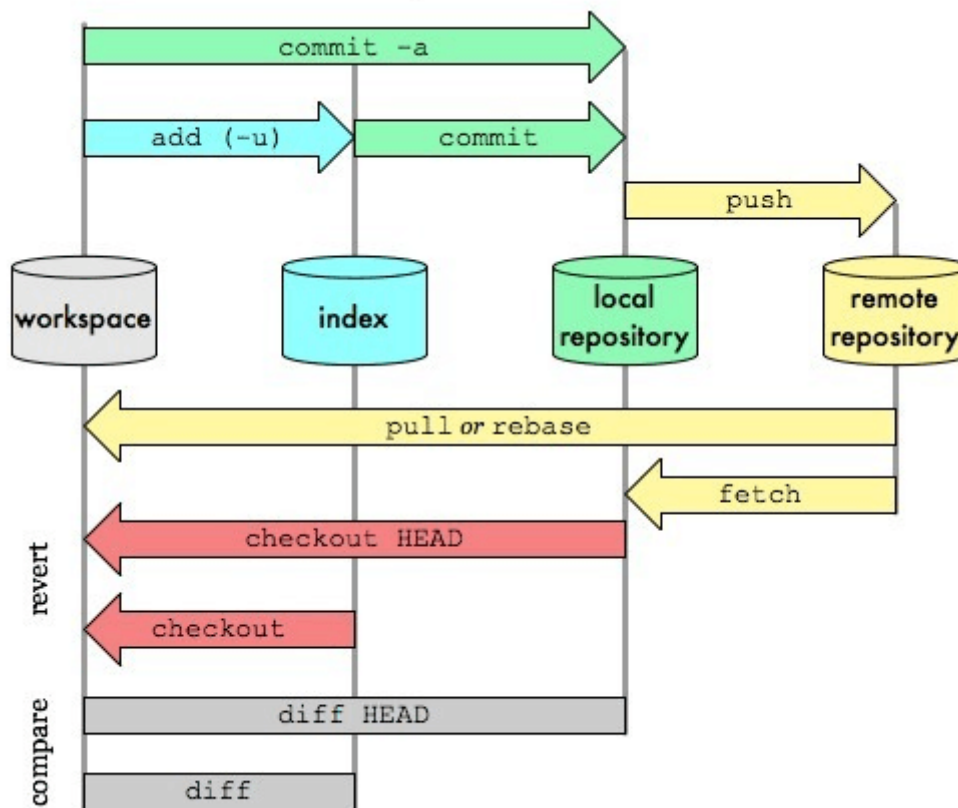 commit -a
add (-u)
commit
push
workspace
index
local
repository
remote
repository
pull or rebase
fetch
revert
checkout HEAD
checkout
compare
diff HEAD
diff